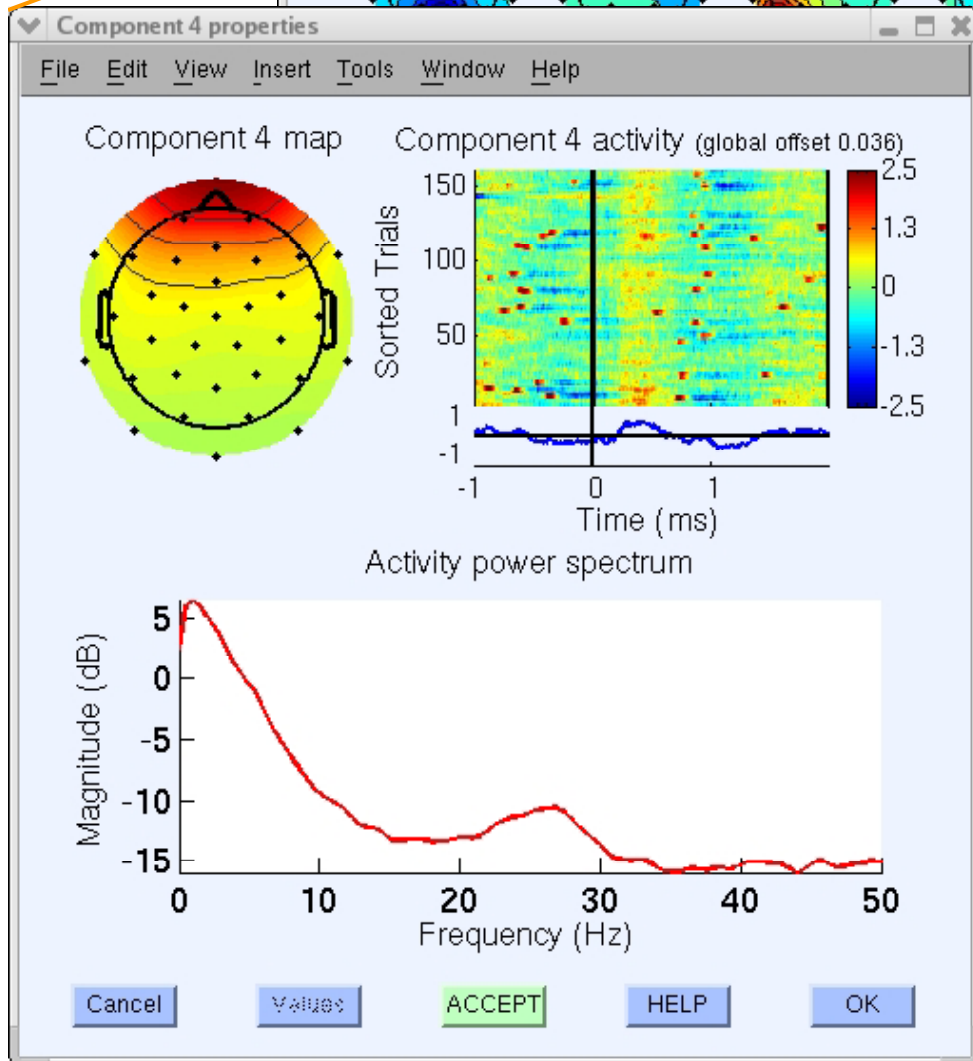 Component 4 properties
File Edit View Insert Tools Window Help
Component 4 map
Component 4 activity (global offset 0.036)
Sorted Trials
150
100
50
2.5
1.3
0
-1.3
-2.5
1
-1
-1 0 1
Time (ms)
Activity power spectrum
Magnitude (dB)
5
0
-5
-10
-15
0 10 20 30 40 50
Frequency (Hz)
Cancel Values ACCEPT HELP OK